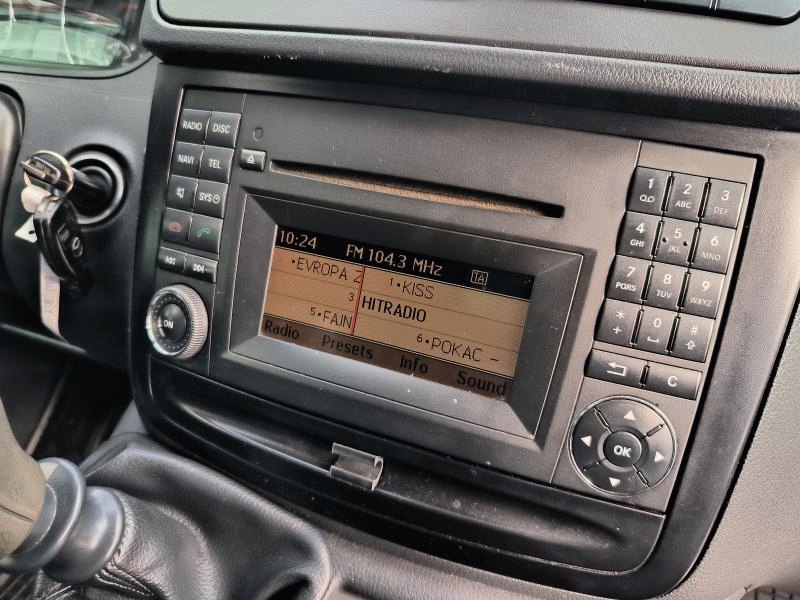 RADIO DISC
NAVI TEL
SYS
ON
10:24 FM 104.3 MHz TA
•EVROPA 2 1•KISS
3 HITRADIO
5•FAJN 6•POKAC –
Radio Presets Info Sound
1 2 ABC 3 DEF
4 GHI 5 JKL 6 MNO
7 PQRS 8 TUV 9 WXYZ
* + 0 #
C
OK